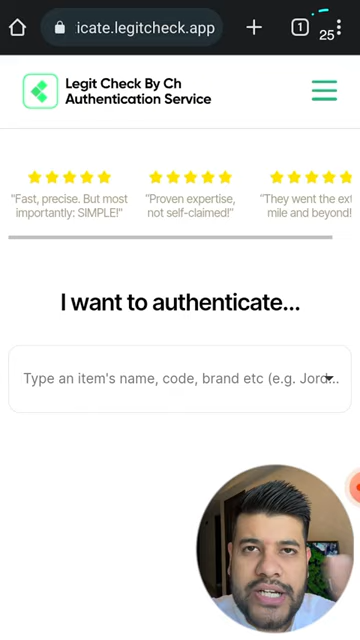 icate.legitcheck.app
1
25
Legit Check By Ch
Authentication Service
"Fast, precise. But most
importantly: SIMPLE!"
"Proven expertise,
not self-claimed!"
"They went the ext
mile and beyond!
I want to authenticate...
Type an item's name, code, brand etc (e.g. Jord...